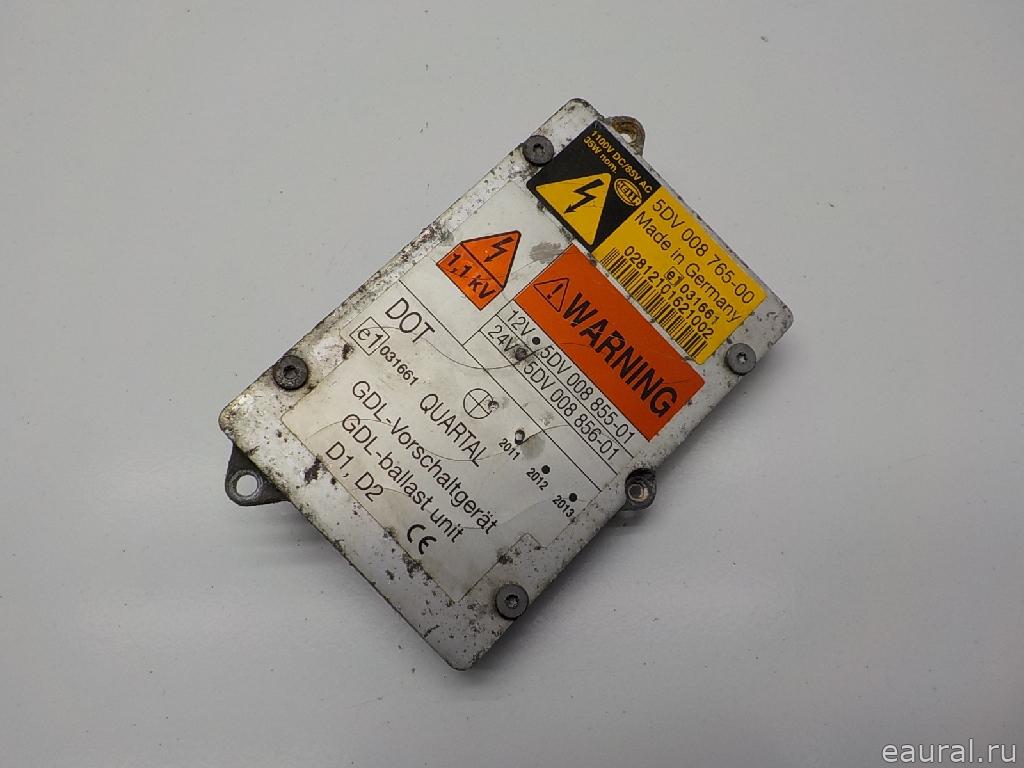 1100V DC/85V AC
35W nom.
HELLA
5DV 008 765-00
Made in Germany
e1 031661
02812101521002
1,1 kV
WARNING
12V • 5DV 008 855-01
24V • 5DV 008 856-01
DOT
e1 031661
QUARTAL
2011 2012 2013
GDL-Vorschaltgerät
GDL-ballast unit
D1, D2
CE
eaural.ru